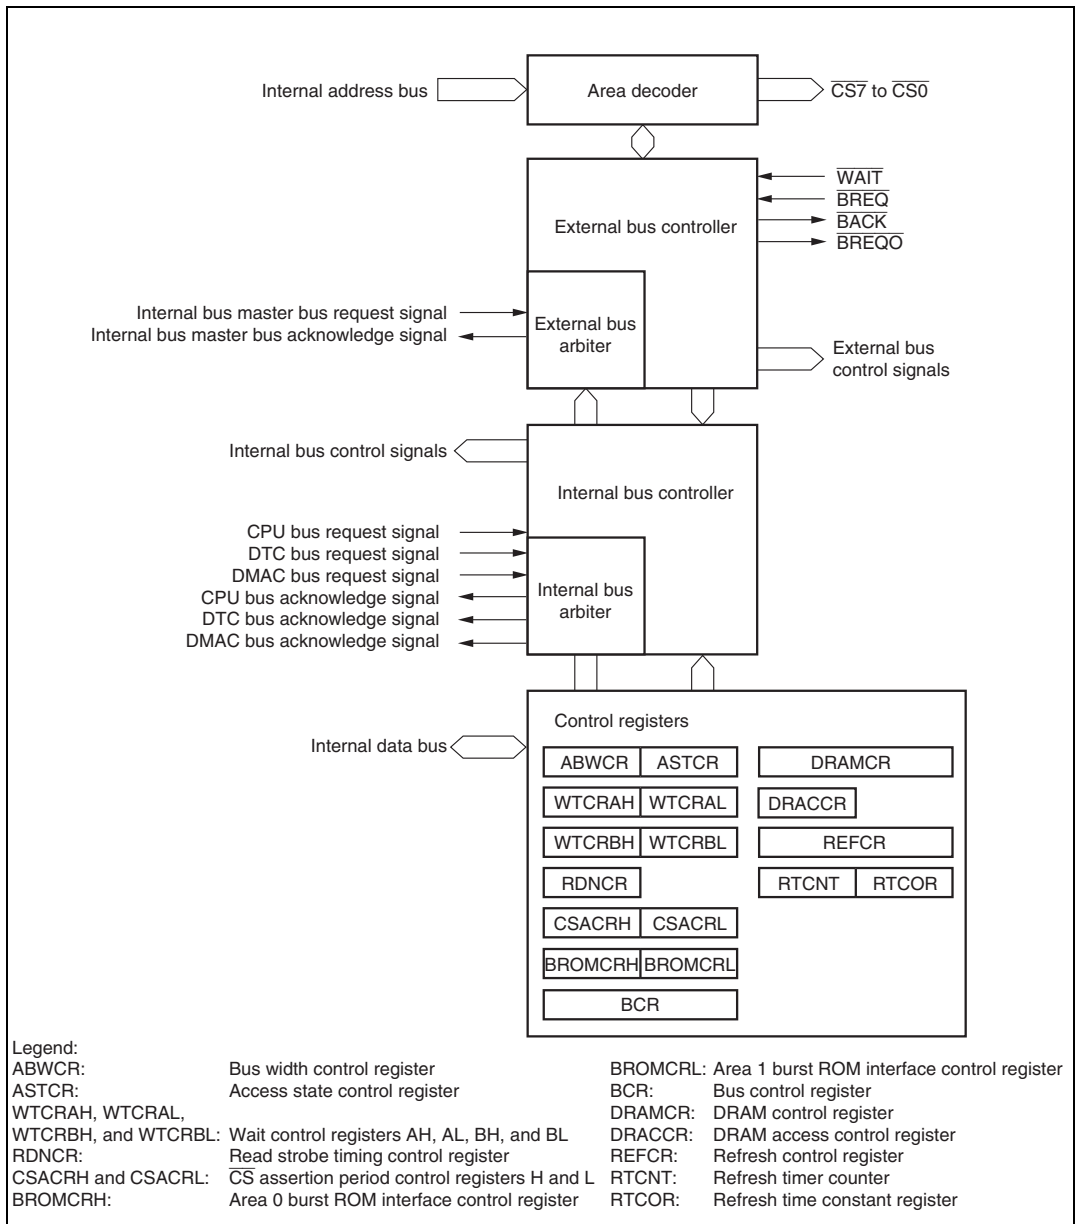 Internal address bus
Area decoder
CS7 to CS0
WAIT
BREQ
BACK
BREQO
External bus controller
Internal bus master bus request signal
Internal bus master bus acknowledge signal
External bus
arbiter
External bus
control signals
Internal bus control signals
Internal bus controller
CPU bus request signal
DTC bus request signal
DMAC bus request signal
CPU bus acknowledge signal
DTC bus acknowledge signal
DMAC bus acknowledge signal
Internal bus
arbiter
Internal data bus
Control registers
ABWCR ASTCR DRAMCR
WTCRAH WTCRAL DRACCR
WTCRBH WTCRBL REFCR
RDNCR RTCNT RTCOR
CSACRH CSACRL
BROMCRH BROMCRL
BCR
Legend:
ABWCR: Bus width control register
ASTCR: Access state control register
WTCRAH, WTCRAL,
WTCRBH, and WTCRBL: Wait control registers AH, AL, BH, and BL
RDNCR: Read strobe timing control register
CSACRH and CSACRL: CS assertion period control registers H and L
BROMCRH: Area 0 burst ROM interface control register
BROMCRL: Area 1 burst ROM interface control register
BCR: Bus control register
DRAMCR: DRAM control register
DRACCR: DRAM access control register
REFCR: Refresh control register
RTCNT: Refresh timer counter
RTCOR: Refresh time constant register